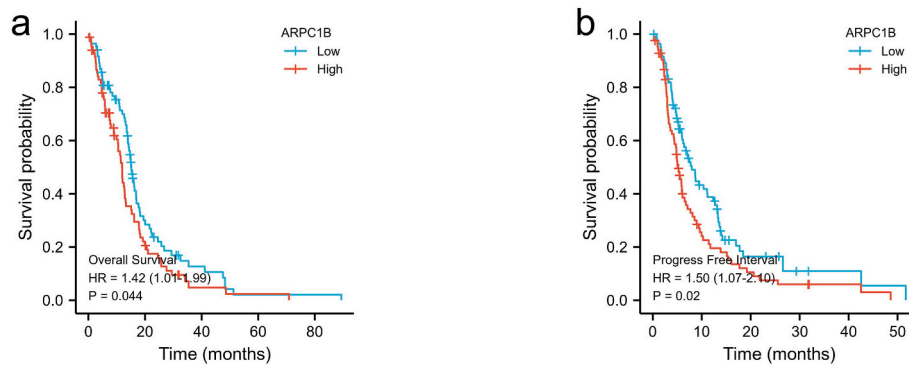 a
ARPC1B
Low
High
Survival probability
1.0
0.8
0.6
0.4
0.2
0.0
Overall Survival
HR = 1.42 (1.01-1.99)
P = 0.044
0 20 40 60 80
Time (months)
b
ARPC1B
Low
High
Survival probability
1.0
0.8
0.6
0.4
0.2
0.0
Progress Free Interval
HR = 1.50 (1.07-2.10)
P = 0.02
0 10 20 30 40 50
Time (months)